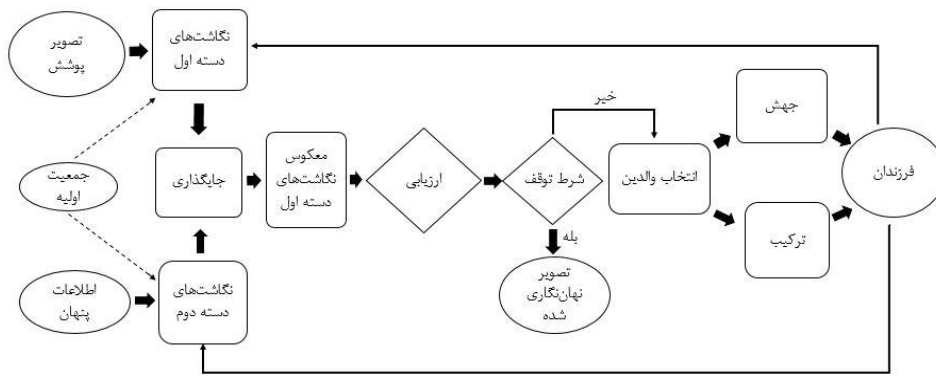 تصویر
پوشش
نگاشت‌های
دسته اول
جمعیت
اولیه
اطلاعات
پنهان
نگاشت‌های
دسته دوم
جایگذاری
معکوس
نگاشت‌های
دسته اول
ارزیابی
شرط توقف
خیر
بله
تصویر
نهان‌نگاری
شده
انتخاب والدین
جهش
ترکیب
فرزندان